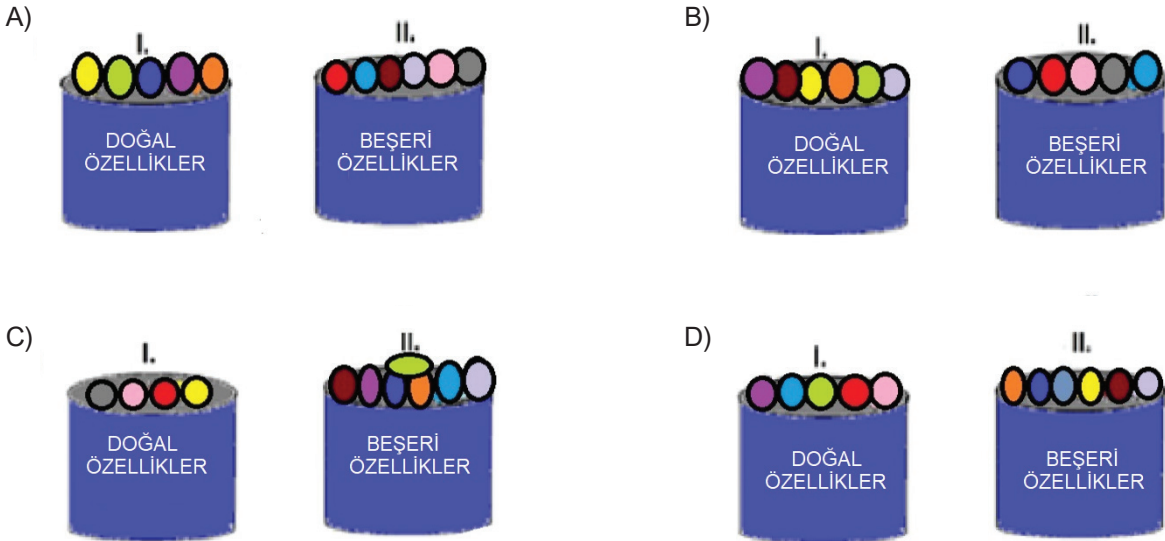 A)
I.
II.
DOĞAL
ÖZELLİKLER
BEŞERİ
ÖZELLİKLER
B)
I.
II.
DOĞAL
ÖZELLİKLER
BEŞERİ
ÖZELLİKLER
C)
I.
II.
DOĞAL
ÖZELLİKLER
BEŞERİ
ÖZELLİKLER
D)
I.
II.
DOĞAL
ÖZELLİKLER
BEŞERİ
ÖZELLİKLER